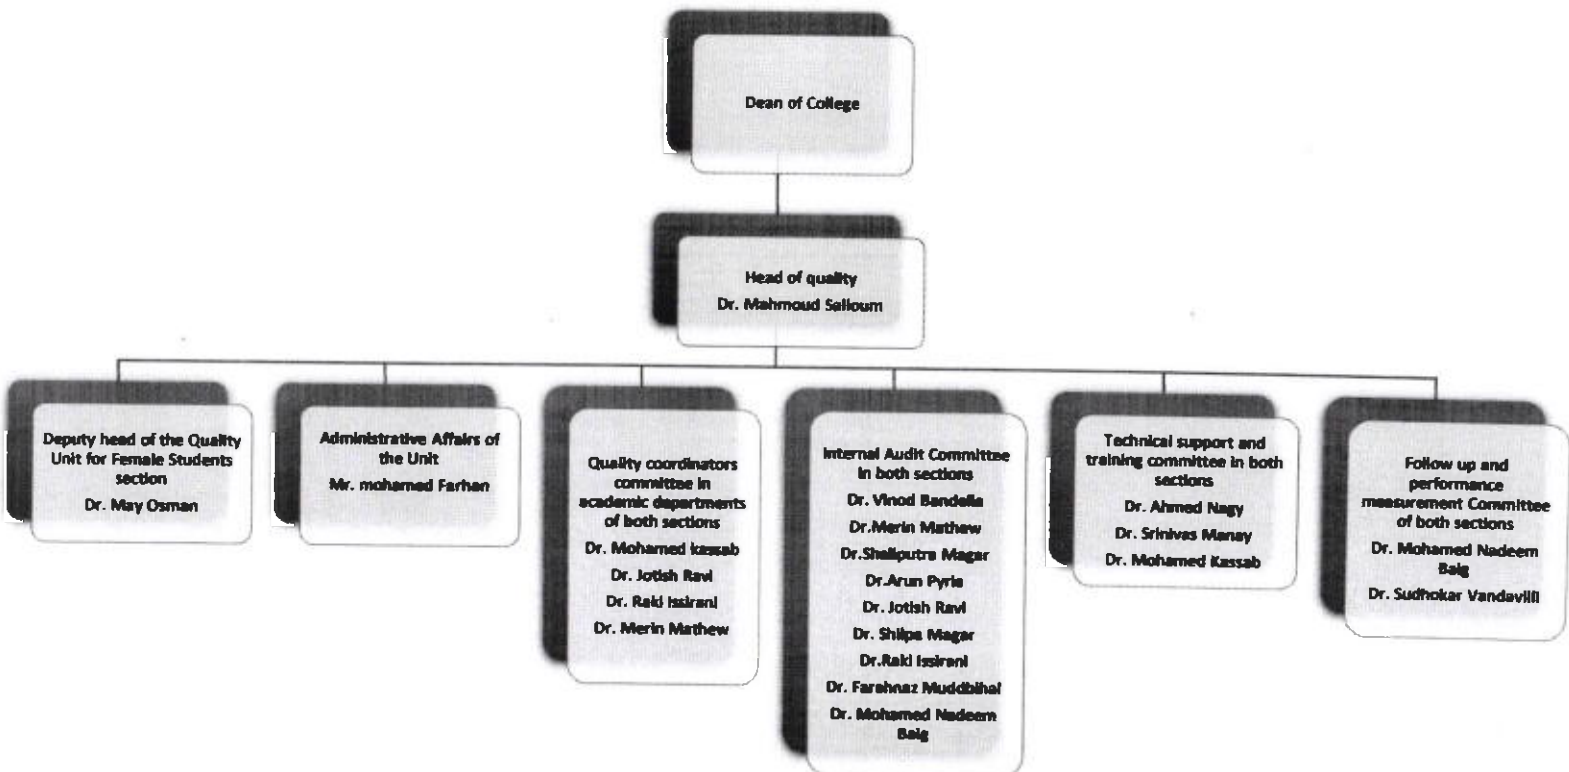 Dean of College
Head of quality
Dr. Mahmoud Salloum
Deputy head of the Quality
Unit for Female Students
section
Dr. May Osman
Administrative Affairs of
the Unit
Mr. mohamed Farhan
Quality coordinators
committee in
academic departments
of both sections
Dr. Mohamed kassab
Dr. Jotish Ravi
Dr. Raki Issirani
Dr. Merin Mathew
Internal Audit Committee
in both sections
Dr. Vinod Bandella
Dr.Merin Mathew
Dr.Shaliputra Magar
Dr.Arun Pyria
Dr. Jotish Ravi
Dr. Shilpa Magar
Dr.Raki Issirani
Dr. Farahnaz Muddbihal
Dr. Mohamed Nadeem
Baig
Technical support and
training committee in both
sections
Dr. Ahmed Nagy
Dr. Srinivas Manay
Dr. Mohamed Kassab
Follow up and
performance
measurement Committee
of both sections
Dr. Mohamed Nadeem
Baig
Dr. Sudhokar